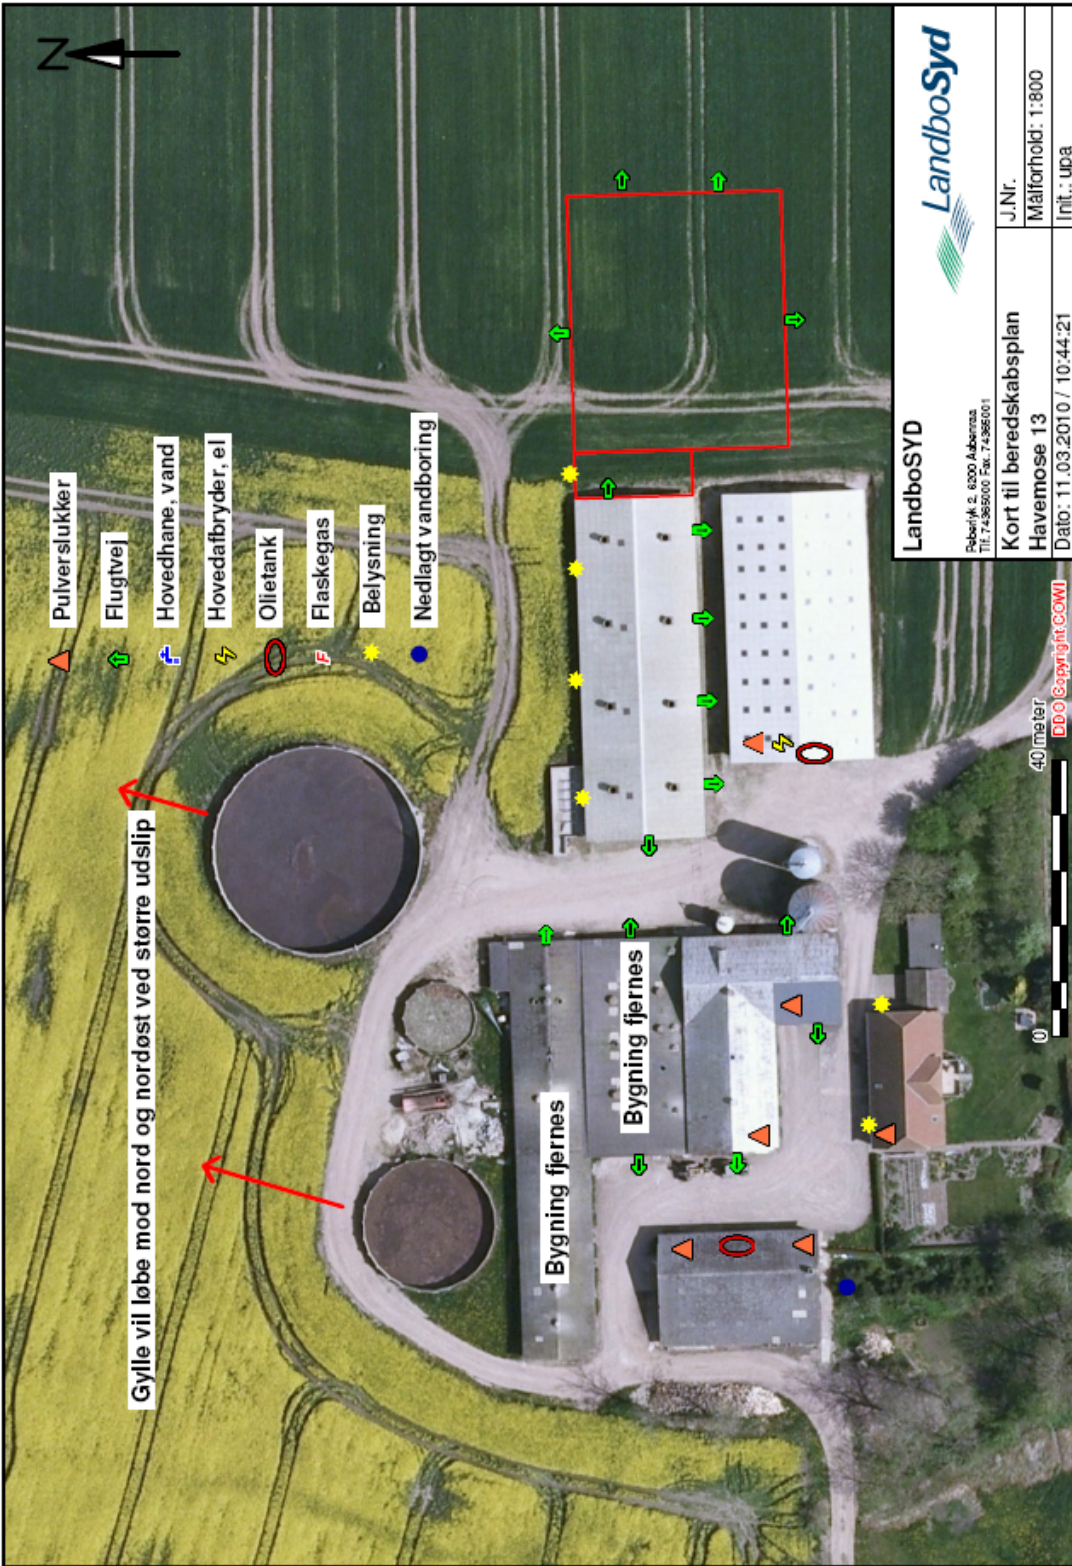 N
Pulverslukker
Flugtvej
Hovedhane, vand
Hovedafbryder, el
Olietank
F Flaskegas
Belysning
Nedlagt vandboring
Gylle vil løbe mod nord og nordøst ved større udslip
Bygning fjernes
Bygning fjernes
0 40 meter
DDO Copyright COWI
LandboSYD
LandboSyd
Peberlyk 2, 6200 Aabenraa
Tlf. 74365000 Fax. 74365001
Kort til beredskabsplan
Havemose 13
Dato: 11.03.2010 / 10:44:21
J.Nr.
Målforhold: 1:800
Init.: upa